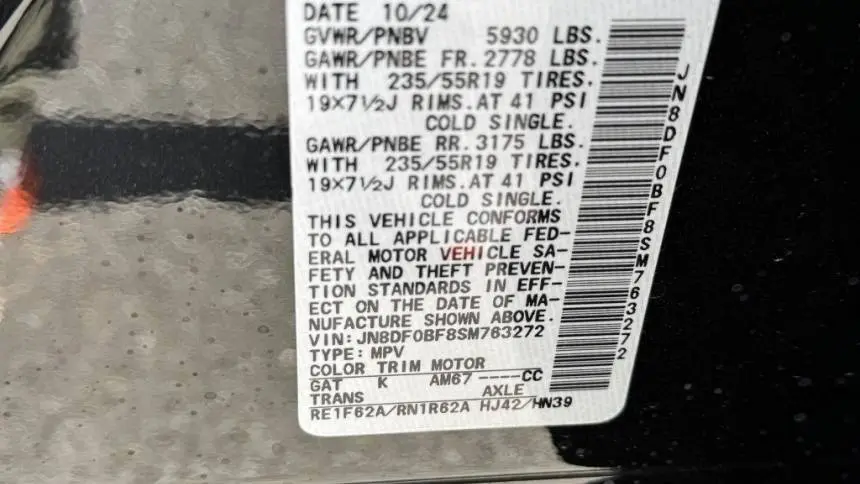 DATE 10/24
GVWR/PNBV 5930 LBS.
GAWR/PNBE FR. 2778 LBS.
WITH 235/55R19 TIRES.
19×7½J RIMS. AT 41 PSI
COLD SINGLE.
GAWR/PNBE RR. 3175 LBS.
WITH 235/55R19 TIRES.
19×7½J RIMS. AT 41 PSI
COLD SINGLE.
THIS VEHICLE CONFORMS
TO ALL APPLICABLE FED-
ERAL MOTOR VEHICLE SA-
FETY AND THEFT PREVEN-
TION STANDARDS IN EFF-
ECT ON THE DATE OF MA-
NUFACTURE SHOWN ABOVE.
VIN: JN8DF0BF8SM763272
TYPE: MPV
COLOR TRIM MOTOR
GAT K AM67 ----CC
TRANS AXLE
RE1F62A/RN1R62A HJ42/HN39
JN8DF0BF8SM763272